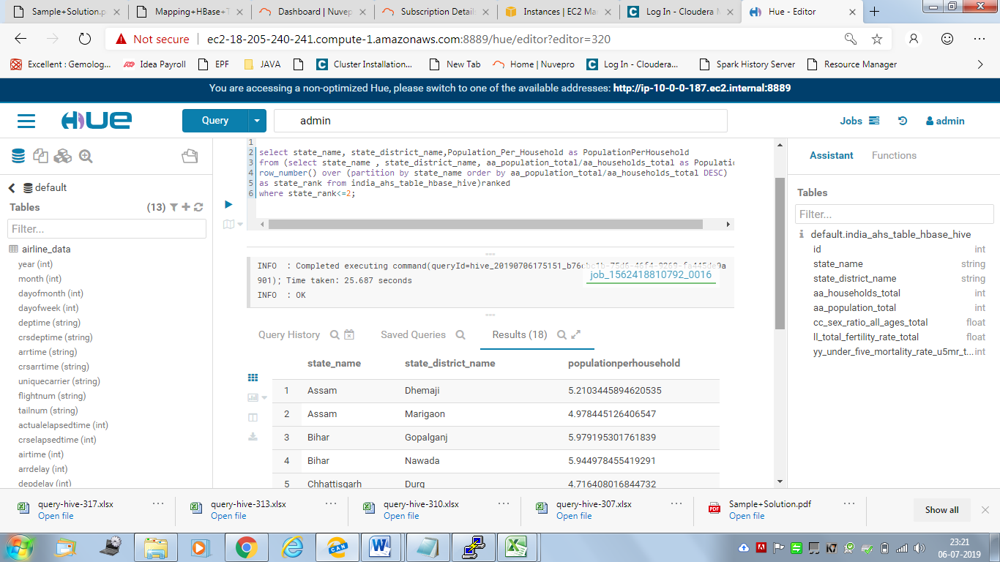 Sample+Solution.p
Mapping+HBase+T
Dashboard | Nuvep
Subscription Detail
Instances | EC2 Ma
Log In - Cloudera M
Hue - Editor
Not secure
ec2-18-205-240-241.compute-1.amazonaws.com:8889/hue/editor?editor=320
Excellent : Gemolog...
Idea Payroll
EPF
JAVA
Cluster Installation...
New Tab
Home | Nuvepro
Log In - Cloudera...
Spark History Server
Resource Manager
You are accessing a non-optimized Hue, please switch to one of the available addresses: http://ip-10-0-0-187.ec2.internal:8889
HUE
Query
admin
Jobs
admin
default
Tables
(13)
Filter...
airline_data
year (int)
month (int)
dayofmonth (int)
dayofweek (int)
deptime (string)
crsdeptime (string)
arrtime (string)
crsarrtime (string)
uniquecarrier (string)
flightnum (string)
tailnum (string)
actualelapsedtime (int)
crselapsedtime (int)
airtime (int)
arrdelay (int)
depdelay (int)
1
2 select state_name, state_district_name,Population_Per_Household as PopulationPerHousehold
3 from (select state_name , state_district_name, aa_population_total/aa_households_total as Populatio
4 row_number() over (partition by state_name order by aa_population_total/aa_households_total DESC)
5 as state_rank from india_ahs_table_hbase_hive)ranked
6 where state_rank<=2;
INFO : Completed executing command(queryId=hive_20190706175151_b76cbc1b-75d6-46f4-9268-fa445de9a
901); Time taken: 25.687 seconds
job_1562418810792_0016
INFO : OK
Query History
Saved Queries
Results (18)
state_name state_district_name populationperhousehold
1 Assam Dhemaji 5.2103445894620535
2 Assam Marigaon 4.978445126406547
3 Bihar Gopalganj 5.979195301761839
4 Bihar Nawada 5.944978455419291
5 Chhattisgarh Durg 4.716408016844732
Assistant
Functions
Tables
Filter...
default.india_ahs_table_hbase_hive
id int
state_name string
state_district_name string
aa_households_total int
aa_population_total int
cc_sex_ratio_all_ages_total float
ll_total_fertility_rate_total float
yy_under_five_mortality_rate_u5mr_t...int
query-hive-317.xlsx
Open file
query-hive-313.xlsx
Open file
query-hive-310.xlsx
Open file
query-hive-307.xlsx
Open file
Sample+Solution.pdf
Open file
Show all
23:21
06-07-2019